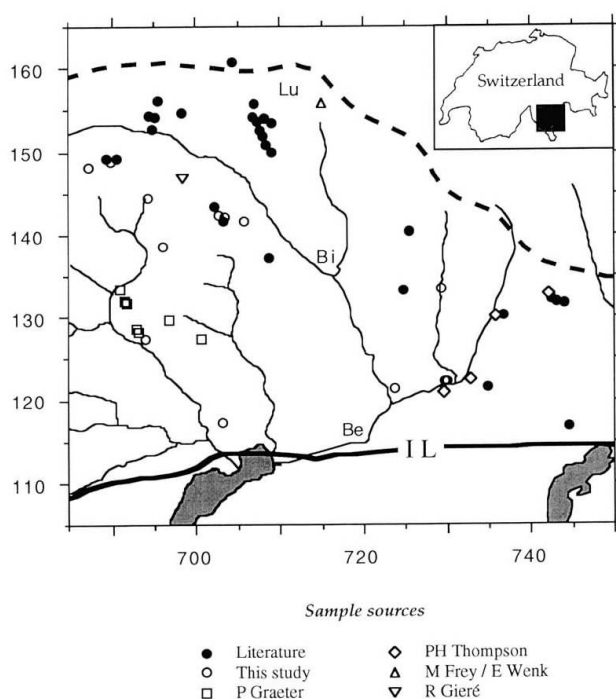 160
150
140
130
120
110
700
720
740
Switzerland
Lu
Bi
Be
IL
Sample sources
Literature
This study
P Graeter
PH Thompson
M Frey / E Wenk
R Gieré